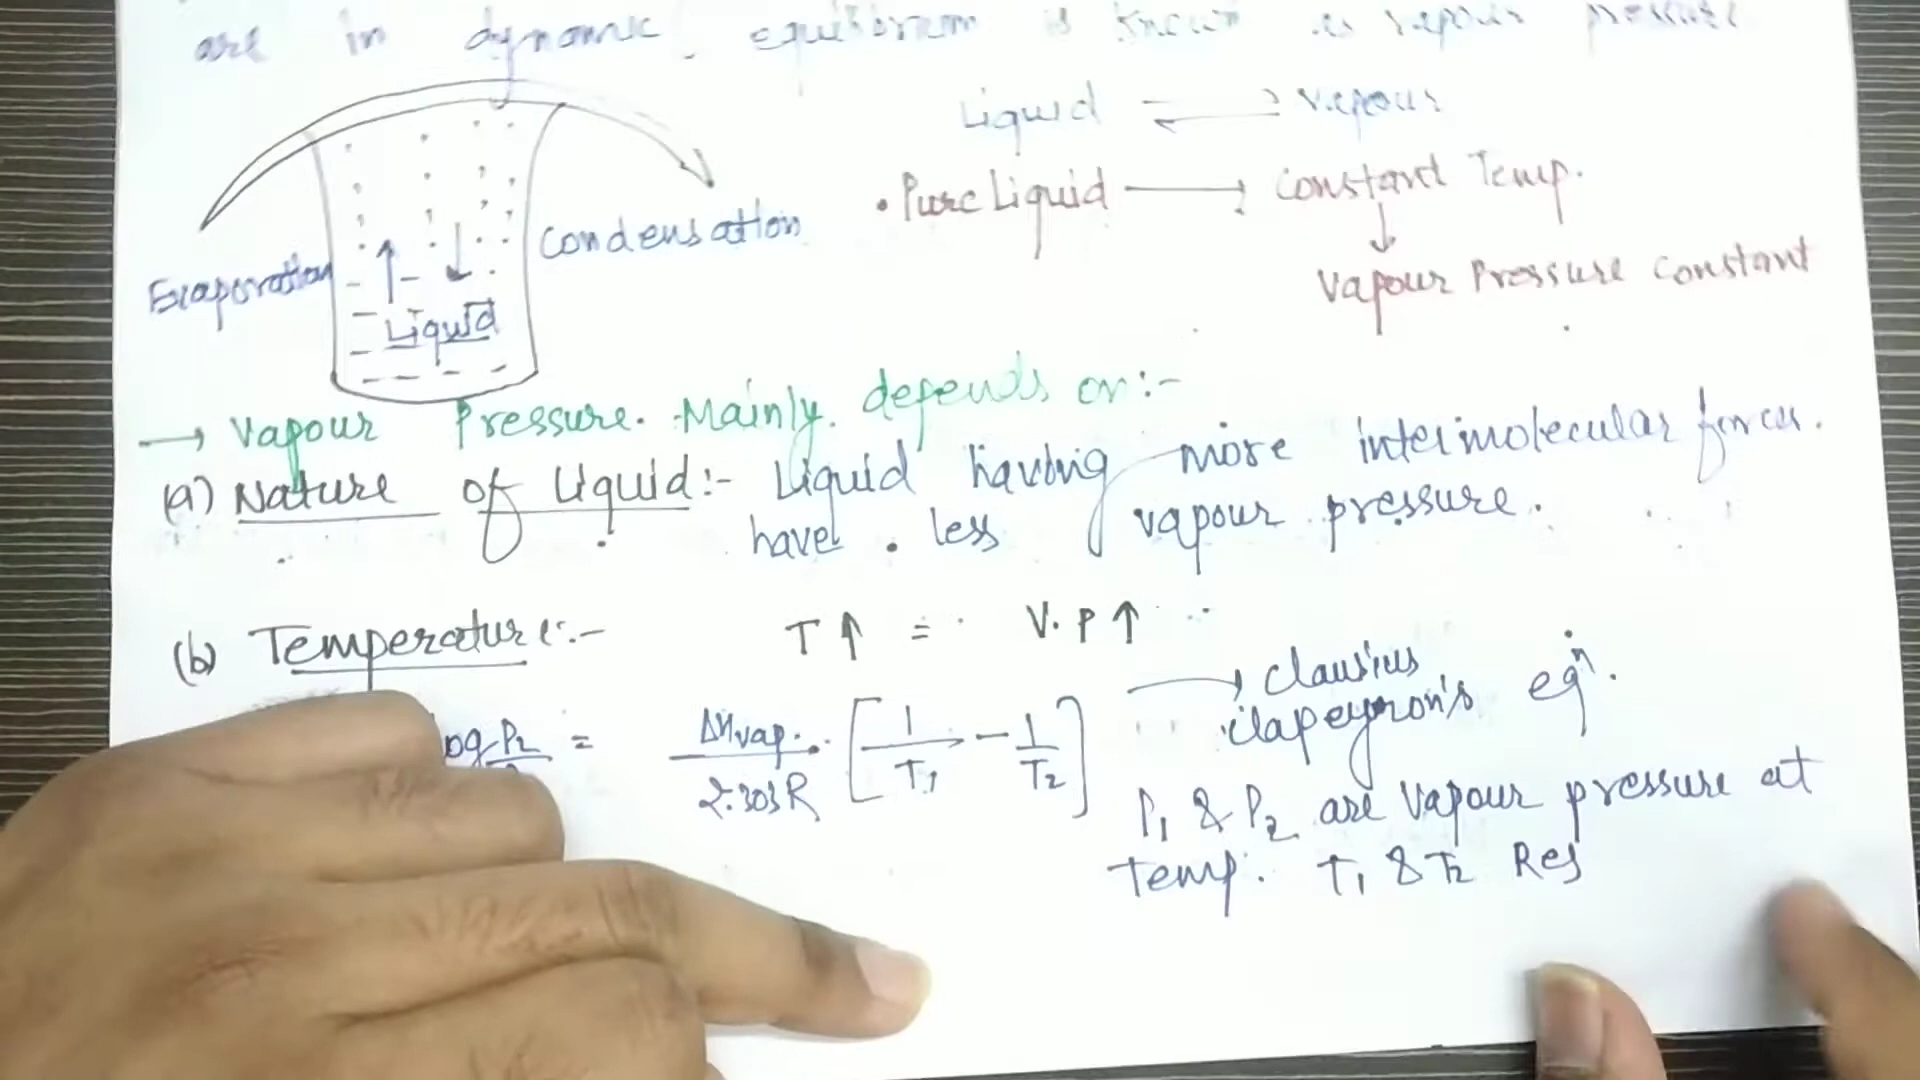 are in dynamic equilibrium is known as vapour pressure
Liquid ⇌ vapour
• Pure Liquid ⟶ Constant Temp.
↓
Vapour Pressure Constant
Evaporation
Condensation
Liquid
→ Vapour Pressure Mainly depends on:-
(a) Nature of Liquid:- Liquid having more intermolecular forces.
have less vapour pressure.
(b) Temperature:- T↑ = V.P↑
→ Clausius
Clapeyron's eqⁿ.
log P₂ = ΔHvap. / 2.303R [1/T₁ - 1/T₂]
P₁ & P₂ are Vapour pressure at
Temp. T₁ & T₂ Res